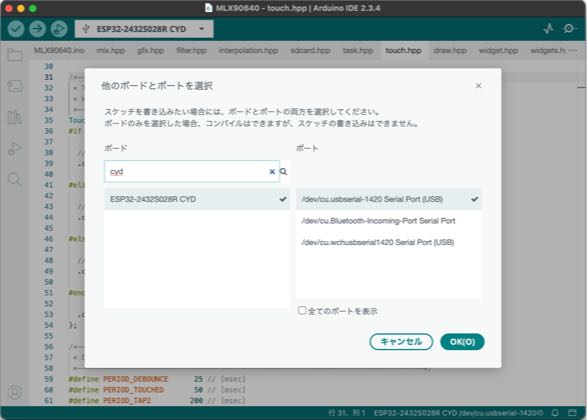 MLX90640 - touch.hpp | Arduino IDE 2.3.4
ESP32-2432S028R CYD
MLX90640.ino mlx.hpp gfx.hpp filter.hpp interpolation.hpp sdcard.hpp task.hpp touch.hpp draw.hpp widget.hpp widgets.h
30
31 /*
32
33
34
35 Touc
36 #if
37
38 //
39 .c
40
41 #eli
42
43 //
44 .c
45
46 #els
47
48 //
49 .c
50
51 #end
52
53 .c
54 };
55
56 /*
57
58
59 #define PERIOD_DEBOUNCE 25 // [msec]
60 #define PERIOD_TOUCHED 50 // [msec]
61 #define PERIOD_TAP2 200 // [msec]
他のボードとポートを選択
スケッチを書き込みたい場合には、ボードとポートの両方を選択してください。
ボードのみを選択した場合、コンパイルはできますが、スケッチの書き込みはできません。
ボード
cyd
ESP32-2432S028R CYD
ポート
/dev/cu.usbserial-1420 Serial Port (USB)
/dev/cu.Bluetooth-Incoming-Port Serial Port
/dev/cu.wchusbserial1420 Serial Port (USB)
全てのポートを表示
キャンセル OK(O)
行 31、列 1 ESP32-2432S028R CYD /dev/cu.usbserial-1420の